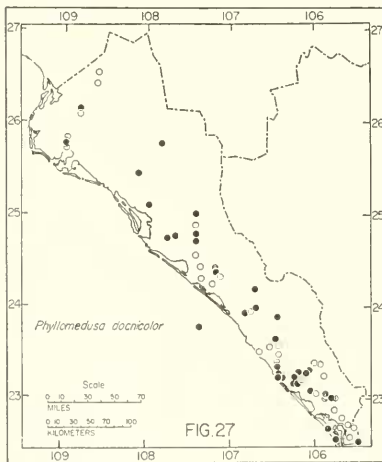 109 108 107 106
27 27
26 26
25 25
24 24
23 23
Phyllomedusa dacnicolor
Scale
0 10 30 50 70
MILES
0 10 30 50 70 100
KILOMETERS
FIG.27
109 108 107 106